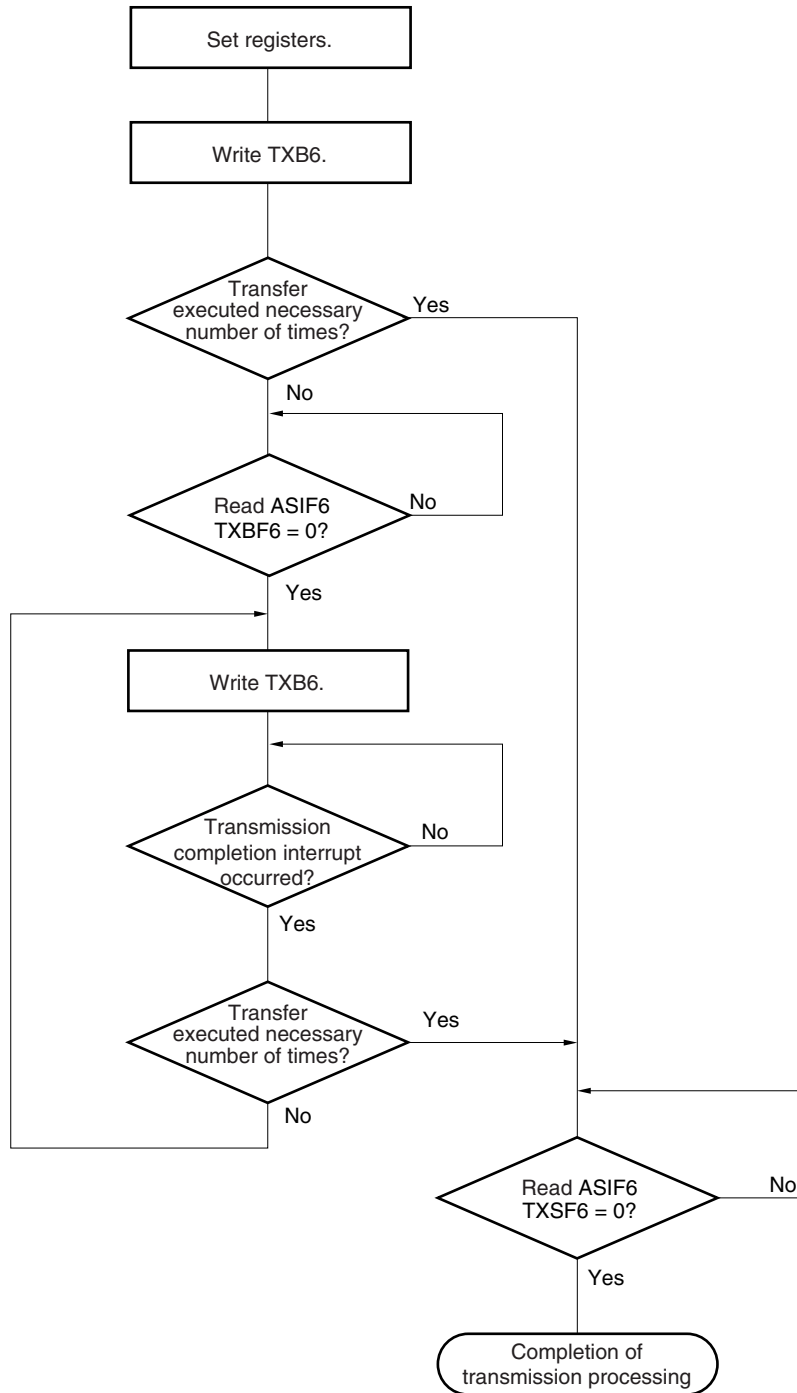 Set registers.
Write TXB6.
Transfer
executed necessary
number of times?
Yes
No
Read ASIF6
TXBF6 = 0?
No
Yes
Write TXB6.
Transmission
completion interrupt
occurred?
No
Yes
Transfer
executed necessary
number of times?
Yes
No
Read ASIF6
TXSF6 = 0?
No
Yes
Completion of
transmission processing